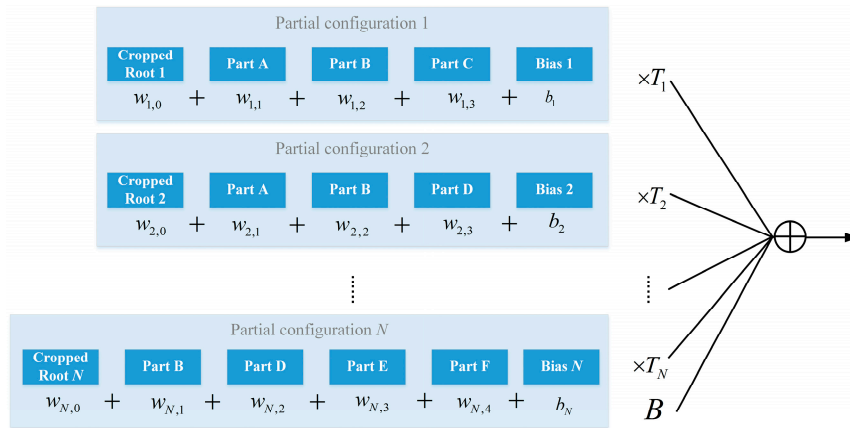 Partial configuration 1
Cropped Root 1 Part A Part B Part C Bias 1
w1,0 + w1,1 + w1,2 + w1,3 + b1
×T1
Partial configuration 2
Cropped Root 2 Part A Part B Part D Bias 2
w2,0 + w2,1 + w2,2 + w2,3 + b2
×T2
Partial configuration N
Cropped Root N Part B Part D Part E Part F Bias N
wN,0 + wN,1 + wN,2 + wN,3 + wN,4 + bN
×TN
B